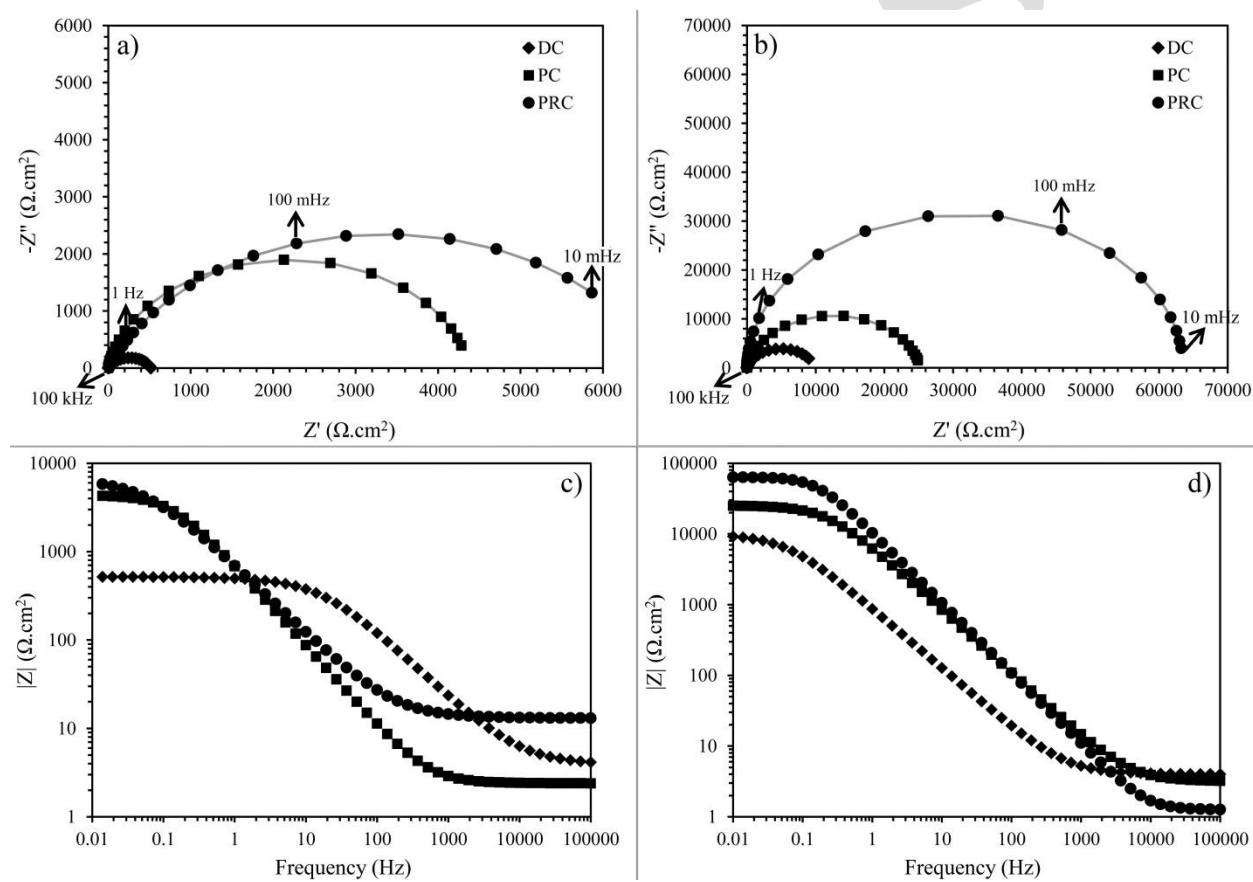 a)
6000
5000
4000
3000
2000
1000
0
-Z" (Ω.cm²)
DC
PC
PRC
100 mHz
10 mHz
1 Hz
100 kHz
0 1000 2000 3000 4000 5000 6000
Z' (Ω.cm²)
b)
70000
60000
50000
40000
30000
20000
10000
0
-Z" (Ω.cm²)
DC
PC
PRC
100 mHz
1 Hz
10 mHz
100 kHz
0 10000 20000 30000 40000 50000 60000 70000
Z' (Ω.cm²)
c)
10000
1000
100
10
1
|Z| (Ω.cm²)
0.01 0.1 1 10 100 1000 10000 100000
Frequency (Hz)
d)
100000
10000
1000
100
10
1
|Z| (Ω.cm²)
0.01 0.1 1 10 100 1000 10000 100000
Frequency (Hz)